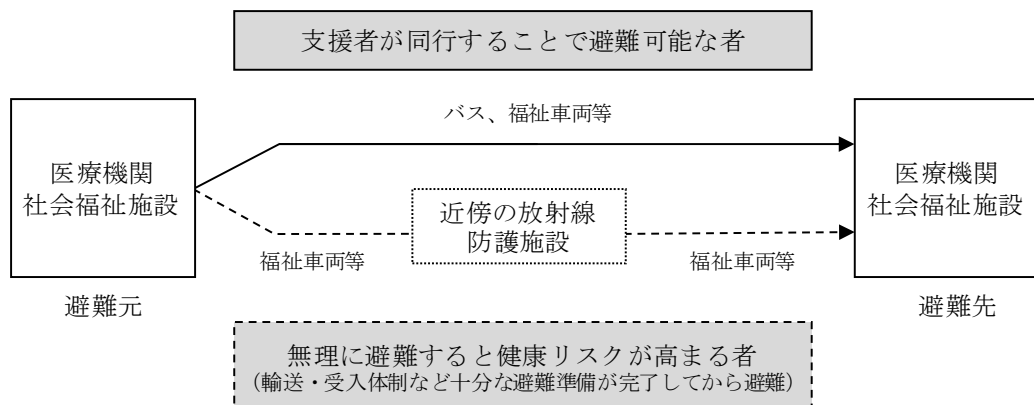 支援者が同行することで避難可能な者
バス、福祉車両等
医療機関
社会福祉施設
医療機関
社会福祉施設
近傍の放射線
防護施設
福祉車両等
福祉車両等
避難元
避難先
無理に避難すると健康リスクが高まる者
（輸送・受入体制など十分な避難準備が完了してから避難）